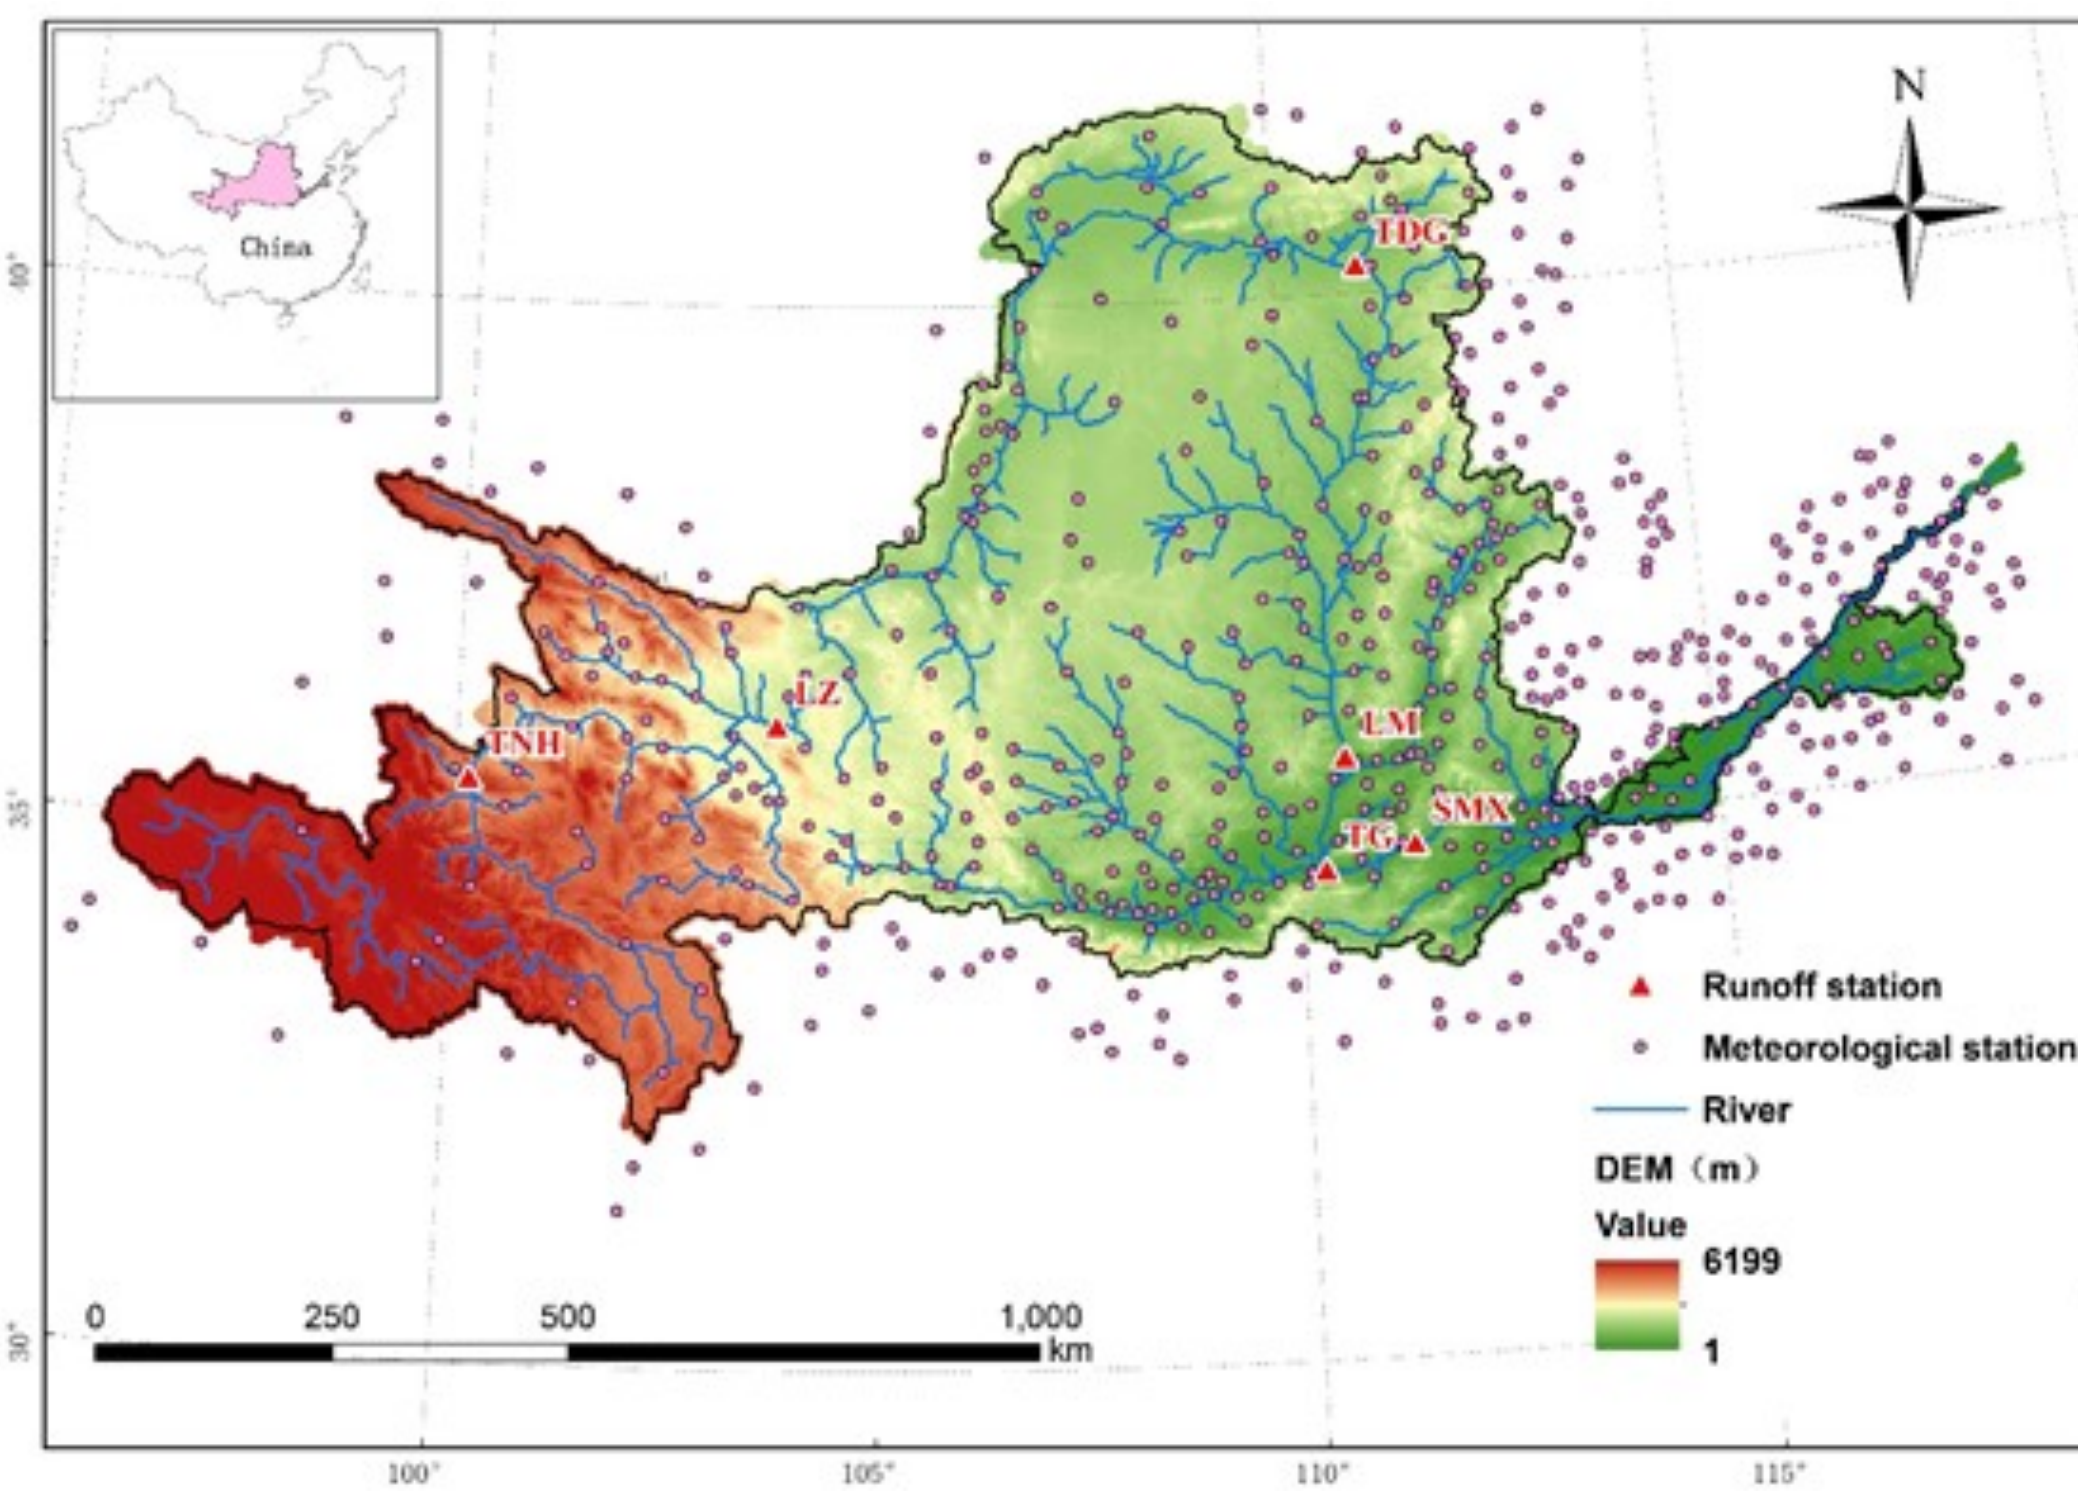 N
China
TDG
40°
LZ
TNH
LM
35°
SMX
TG
Runoff station
Meteorological station
River
DEM（m）
Value
6199
1
0 250 500 1,000
km
30°
100° 105° 110° 115°